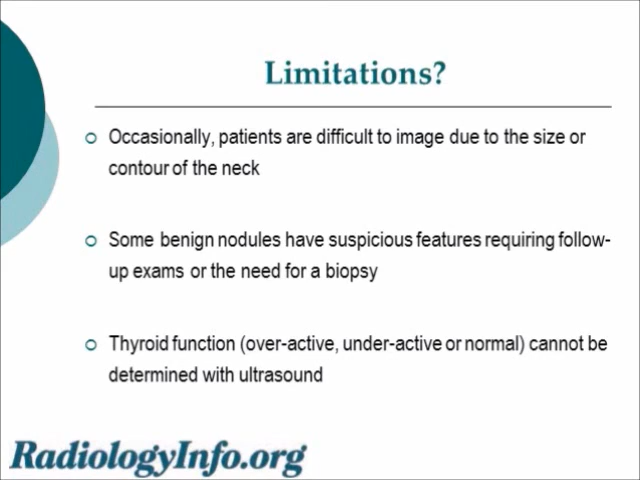 Limitations?
Occasionally, patients are difficult to image due to the size or
contour of the neck
Some benign nodules have suspicious features requiring follow-
up exams or the need for a biopsy
Thyroid function (over-active, under-active or normal) cannot be
determined with ultrasound
RadiologyInfo.org